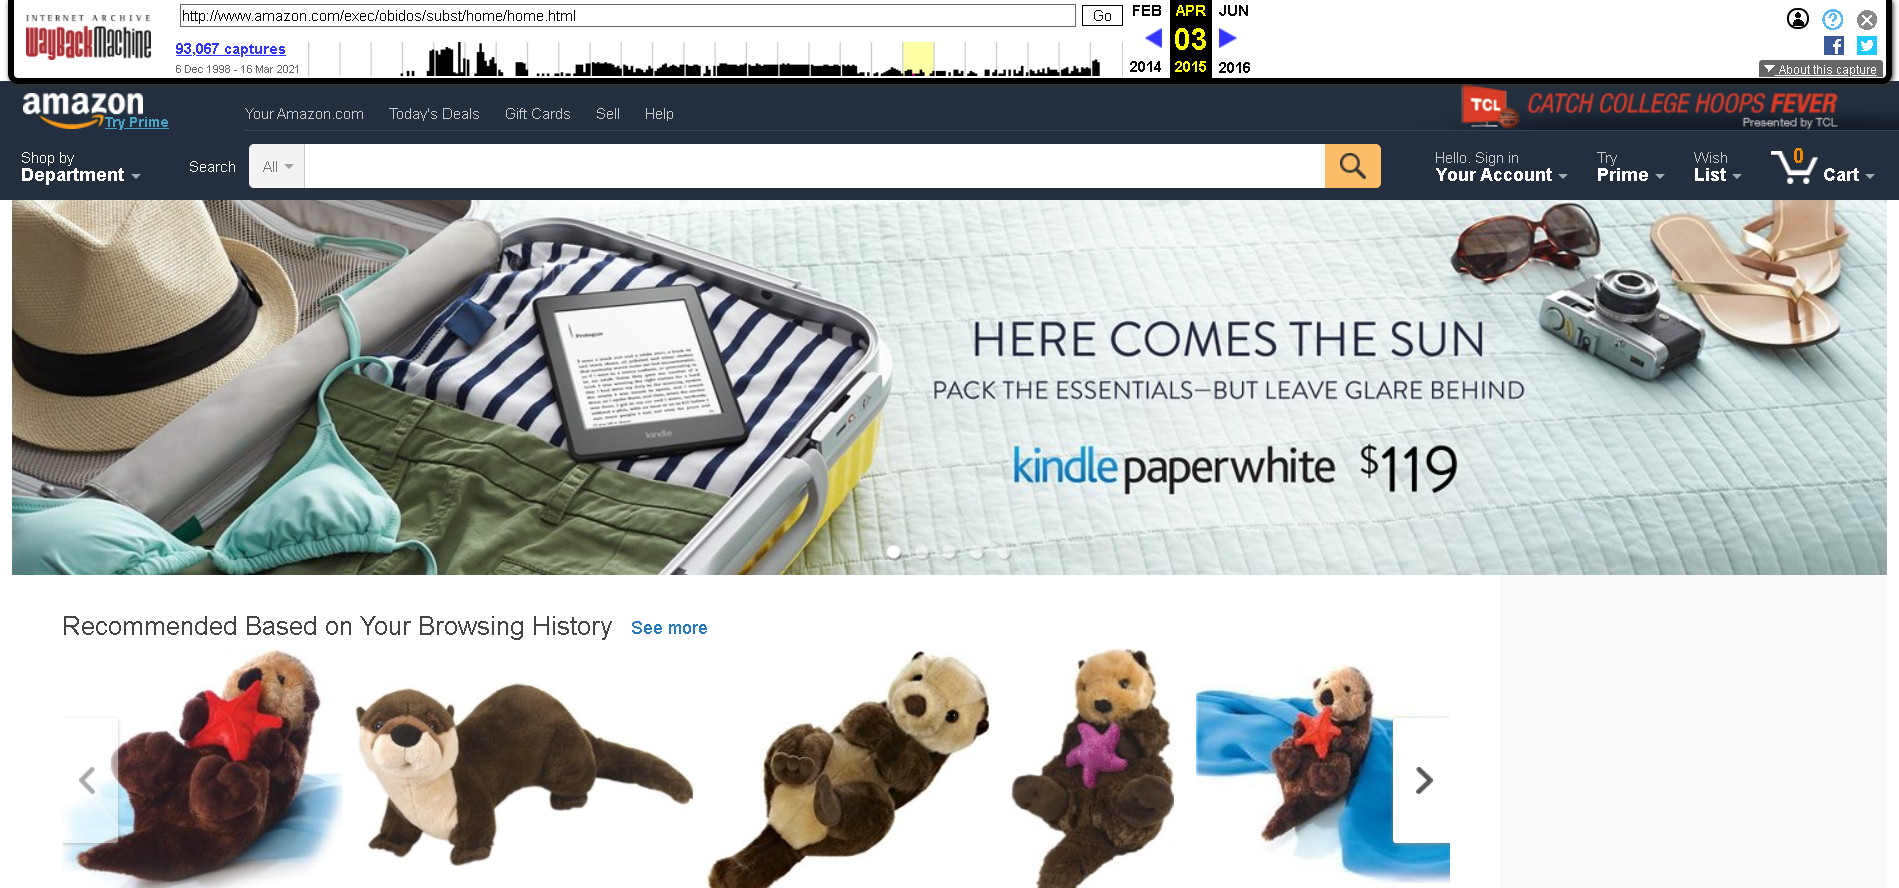 INTERNET ARCHIVE
WayBackMachine
http://www.amazon.com/exec/obidos/subst/home/home.html
Go
93,067 captures
6 Dec 1998 - 16 Mar 2021
FEB APR JUN
03
2014 2015 2016
About this capture
amazon
Try Prime
Your Amazon.com Today's Deals Gift Cards Sell Help
TCL CATCH COLLEGE HOOPS FEVER
Presented by TCL
Shop by
Department
Search
All
Hello. Sign in
Your Account
Try
Prime
Wish
List
0
Cart
Prologue
kindle
HERE COMES THE SUN
PACK THE ESSENTIALS—BUT LEAVE GLARE BEHIND
kindle paperwhite $119
Recommended Based on Your Browsing History See more